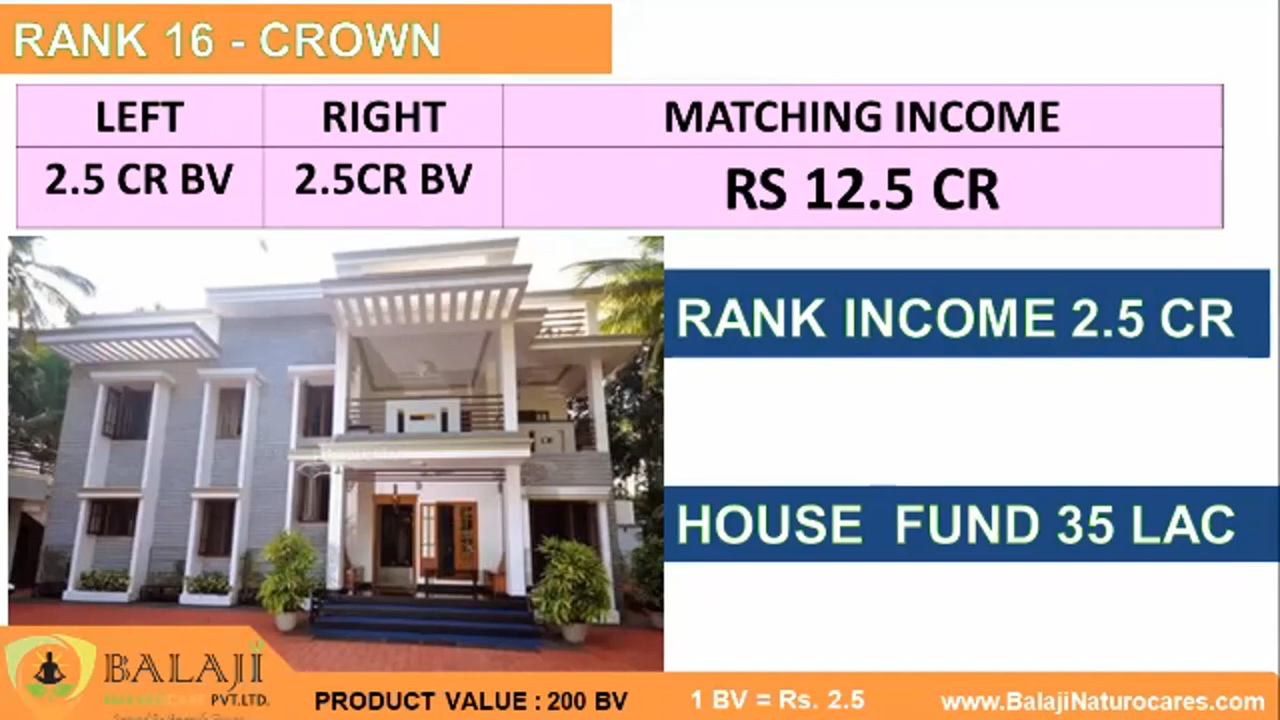 RANK 16 - CROWN
LEFT RIGHT MATCHING INCOME
2.5 CR BV 2.5CR BV RS 12.5 CR
RANK INCOME 2.5 CR
HOUSE FUND 35 LAC
BALAJI
PVT.LTD.
PRODUCT VALUE : 200 BV
1 BV = Rs. 2.5
www.BalajiNaturocares.com